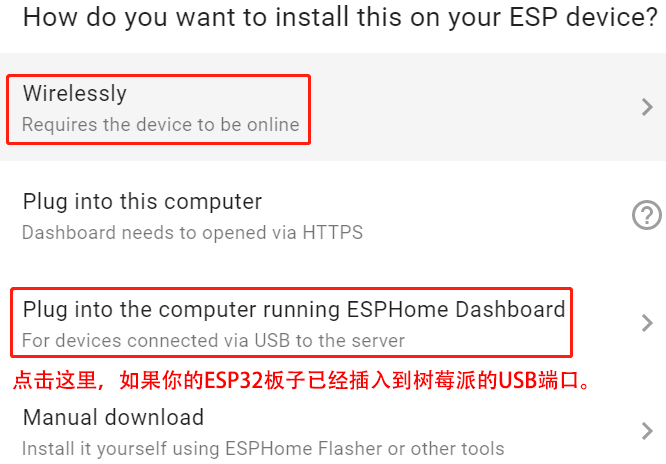 How do you want to install this on your ESP device?
Wirelessly
Requires the device to be online
Plug into this computer
Dashboard needs to opened via HTTPS
Plug into the computer running ESPHome Dashboard
For devices connected via USB to the server
点击这里，如果你的ESP32板子已经插入到树莓派的USB端口。
Manual download
Install it yourself using ESPHome Flasher or other tools